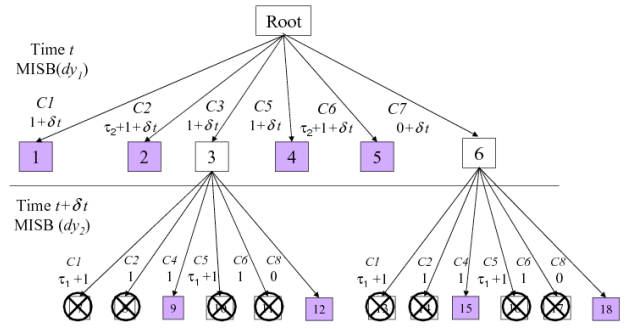 Root
Time t
MISB(dy₁)
C1 C2 C3 C5 C6 C7
1+δt τ₂+1+δt 1+δt 1+δt τ₂+1+δt 0+δt
1 2 3 4 5 6
Time t+δt
MISB (dy₂)
C1 C2 C4 C5 C6 C8 C1 C2 C4 C5 C6 C8
τ₁+1 1 1 τ₁+1 1 0 τ₁+1 1 1 τ₁+1 1 0
9 12 13 15 18